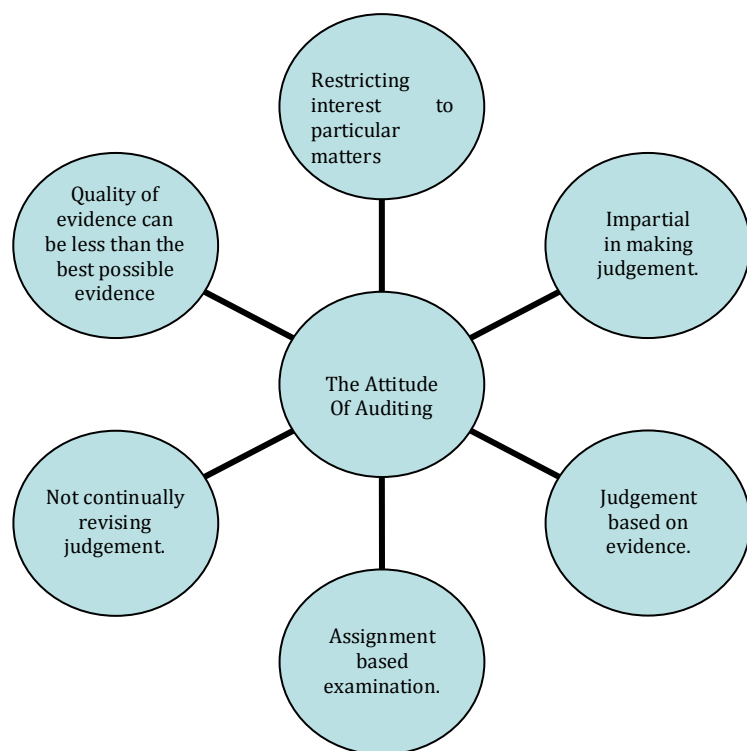 Restricting
interest to
particular
matters
Quality of
evidence can
be less than the
best possible
evidence
Impartial
in making
judgement.
The Attitude
Of Auditing
Not continually
revising
judgement.
Judgement
based on
evidence.
Assignment
based
examination.